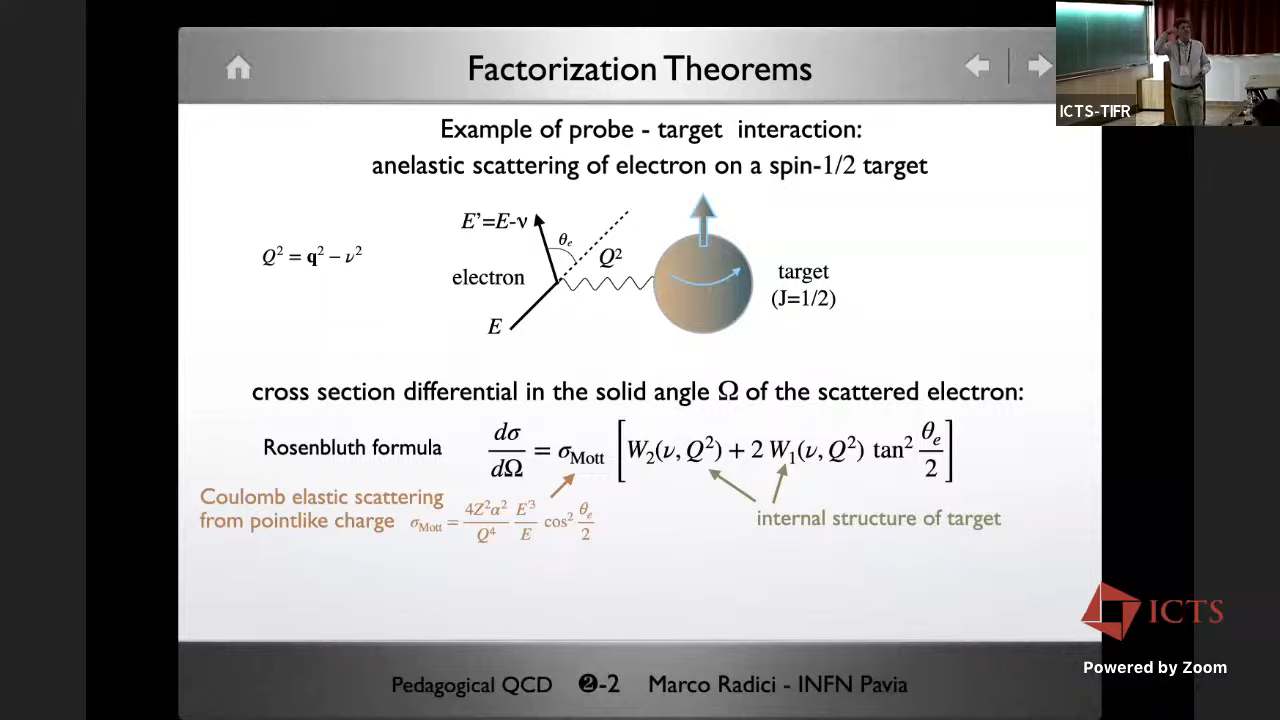 Factorization Theorems
ICTS-TIFR
Example of probe - target interaction:
anelastic scattering of electron on a spin-1/2 target
E'=E-ν
θₑ
Q² = q² − ν²
Q²
electron
target
(J=1/2)
E
cross section differential in the solid angle Ω of the scattered electron:
Rosenbluth formula dσ/dΩ = σ_Mott [W₂(ν, Q²) + 2 W₁(ν, Q²) tan² θₑ/2]
Coulomb elastic scattering
from pointlike charge σ_Mott = 4Z²α²/Q⁴ E'³/E cos² θₑ/2
internal structure of target
ICTS
Powered by Zoom
Pedagogical QCD ❷-2 Marco Radici - INFN Pavia